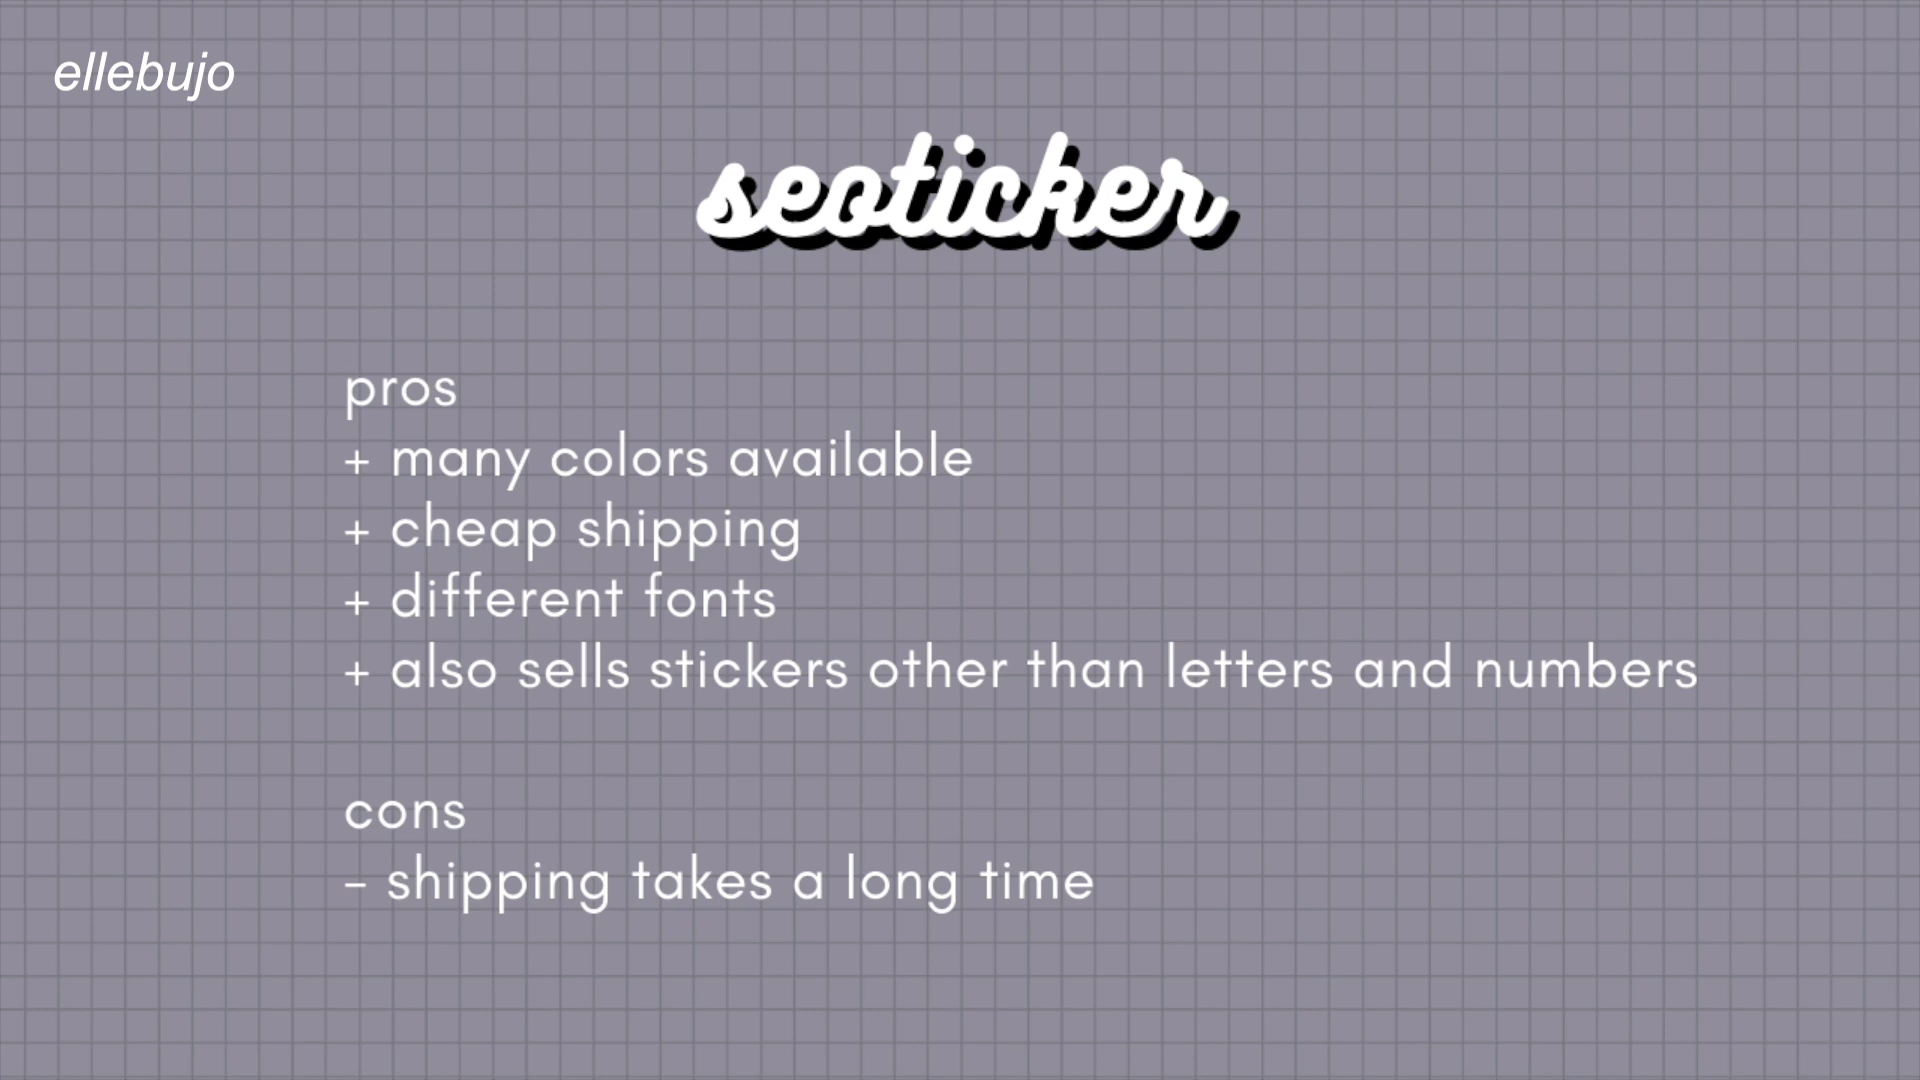 ellebujo
seoticker
pros
+ many colors available
+ cheap shipping
+ different fonts
+ also sells stickers other than letters and numbers
cons
- shipping takes a long time